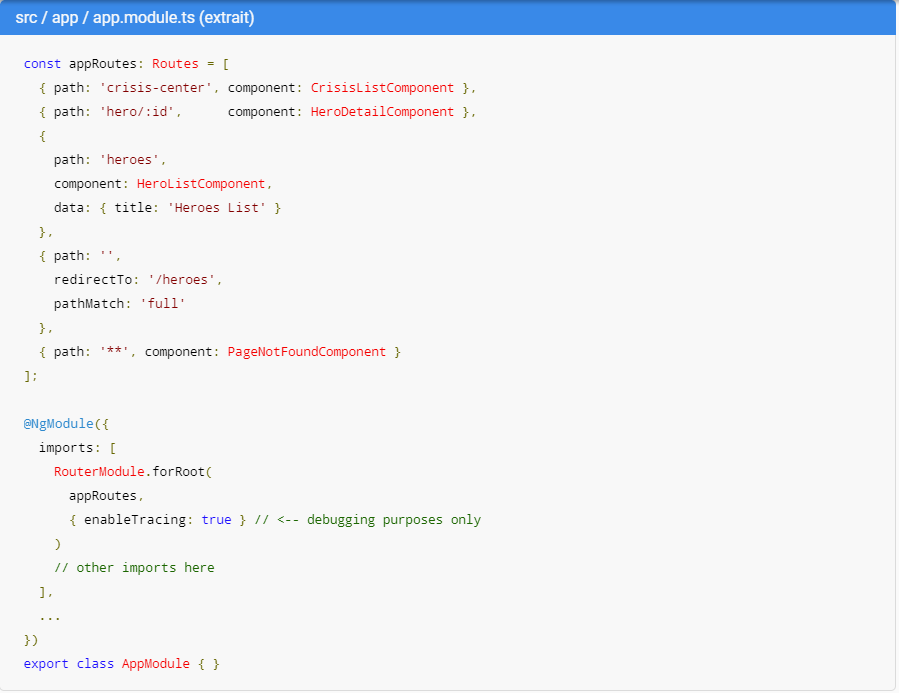 src / app / app.module.ts (extrait)
const appRoutes: Routes = [
  { path: 'crisis-center', component: CrisisListComponent },
  { path: 'hero/:id',      component: HeroDetailComponent },
  {
    path: 'heroes',
    component: HeroListComponent,
    data: { title: 'Heroes List' }
  },
  { path: '',
    redirectTo: '/heroes',
    pathMatch: 'full'
  },
  { path: '**', component: PageNotFoundComponent }
];

@NgModule({
  imports: [
    RouterModule.forRoot(
      appRoutes,
      { enableTracing: true } // <-- debugging purposes only
    )
    // other imports here
  ],
  ...
})
export class AppModule { }